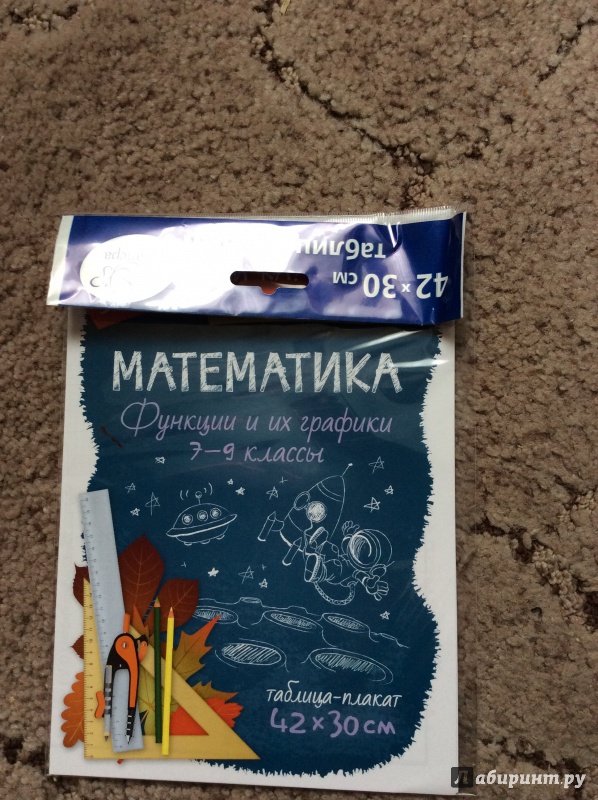 42 × 30 см
МАТЕМАТИКА
Функции и их графики
7–9 классы
таблица-плакат
42×30 см
Лабиринт.ру